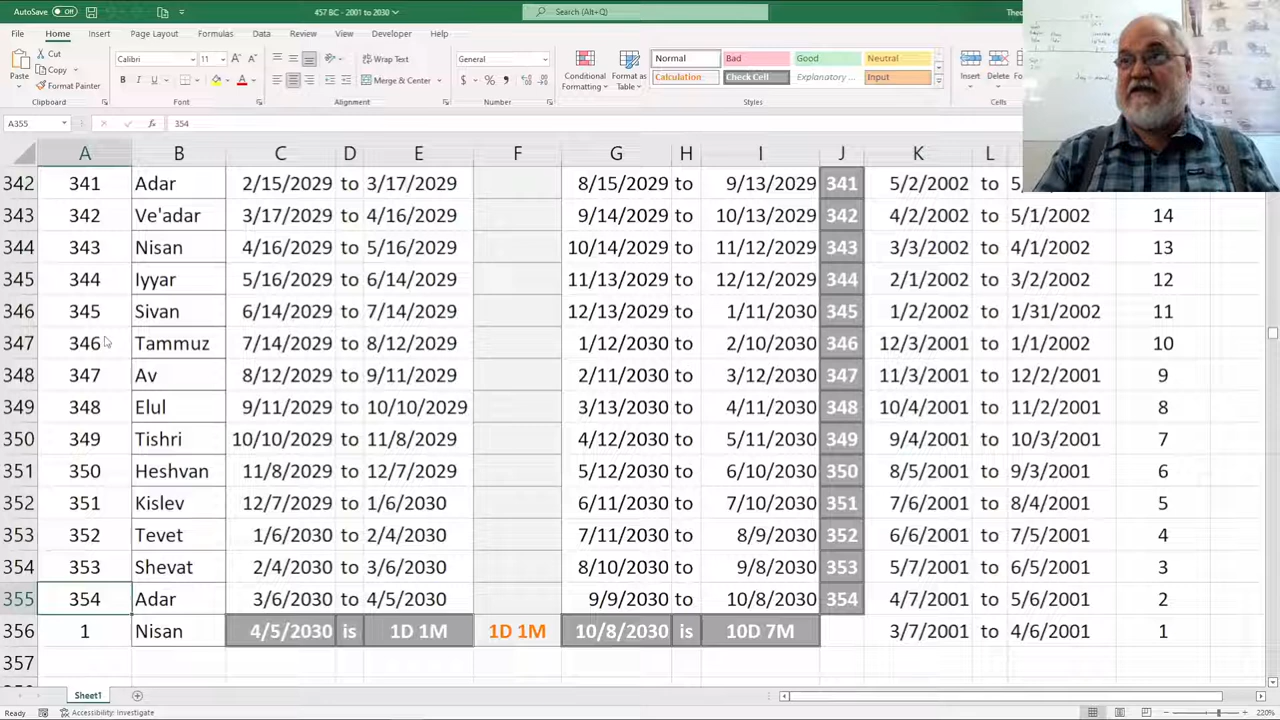 AutoSave Off 457 BC - 2001 to 2030 Search (Alt+Q) Theo
File Home Insert Page Layout Formulas Data Review View Developer Help
Cut Calibri 11 Wrap Text General Normal Bad Good Neutral
Copy Merge & Center Calculation Check Cell Explanatory ... Input
Paste Format Painter Conditional Formatting Format as Table Insert Delete
Clipboard Font Alignment Number Styles Cells
A355 fx 354
A B C D E F G H I J K L
342 341 Adar 2/15/2029 to 3/17/2029 8/15/2029 to 9/13/2029 341 5/2/2002 to 5/
343 342 Ve'adar 3/17/2029 to 4/16/2029 9/14/2029 to 10/13/2029 342 4/2/2002 to 5/1/2002 14
344 343 Nisan 4/16/2029 to 5/16/2029 10/14/2029 to 11/12/2029 343 3/3/2002 to 4/1/2002 13
345 344 Iyyar 5/16/2029 to 6/14/2029 11/13/2029 to 12/12/2029 344 2/1/2002 to 3/2/2002 12
346 345 Sivan 6/14/2029 to 7/14/2029 12/13/2029 to 1/11/2030 345 1/2/2002 to 1/31/2002 11
347 346 Tammuz 7/14/2029 to 8/12/2029 1/12/2030 to 2/10/2030 346 12/3/2001 to 1/1/2002 10
348 347 Av 8/12/2029 to 9/11/2029 2/11/2030 to 3/12/2030 347 11/3/2001 to 12/2/2001 9
349 348 Elul 9/11/2029 to 10/10/2029 3/13/2030 to 4/11/2030 348 10/4/2001 to 11/2/2001 8
350 349 Tishri 10/10/2029 to 11/8/2029 4/12/2030 to 5/11/2030 349 9/4/2001 to 10/3/2001 7
351 350 Heshvan 11/8/2029 to 12/7/2029 5/12/2030 to 6/10/2030 350 8/5/2001 to 9/3/2001 6
352 351 Kislev 12/7/2029 to 1/6/2030 6/11/2030 to 7/10/2030 351 7/6/2001 to 8/4/2001 5
353 352 Tevet 1/6/2030 to 2/4/2030 7/11/2030 to 8/9/2030 352 6/6/2001 to 7/5/2001 4
354 353 Shevat 2/4/2030 to 3/6/2030 8/10/2030 to 9/8/2030 353 5/7/2001 to 6/5/2001 3
355 354 Adar 3/6/2030 to 4/5/2030 9/9/2030 to 10/8/2030 354 4/7/2001 to 5/6/2001 2
356 1 Nisan 4/5/2030 is 1D 1M 1D 1M 10/8/2030 is 10D 7M 3/7/2001 to 4/6/2001 1
357
Sheet1
Ready Accessibility: Investigate 220%